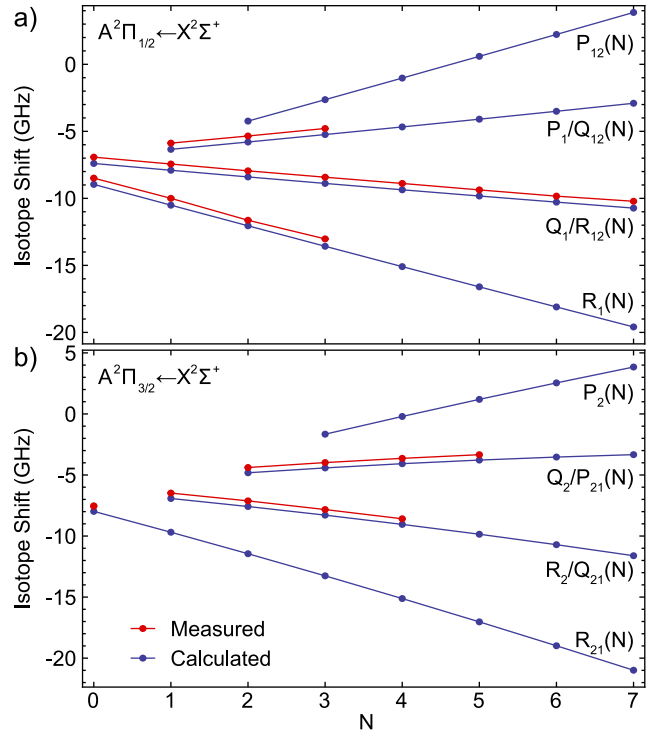 a)
A²Π₁/₂←X²Σ⁺
P₁₂(N)
P₁/Q₁₂(N)
Q₁/R₁₂(N)
R₁(N)
Isotope Shift (GHz)
0
-5
-10
-15
-20
b)
A²Π₃/₂←X²Σ⁺
P₂(N)
Q₂/P₂₁(N)
R₂/Q₂₁(N)
R₂₁(N)
Isotope Shift (GHz)
5
0
-5
-10
-15
-20
Measured
Calculated
0 1 2 3 4 5 6 7
N